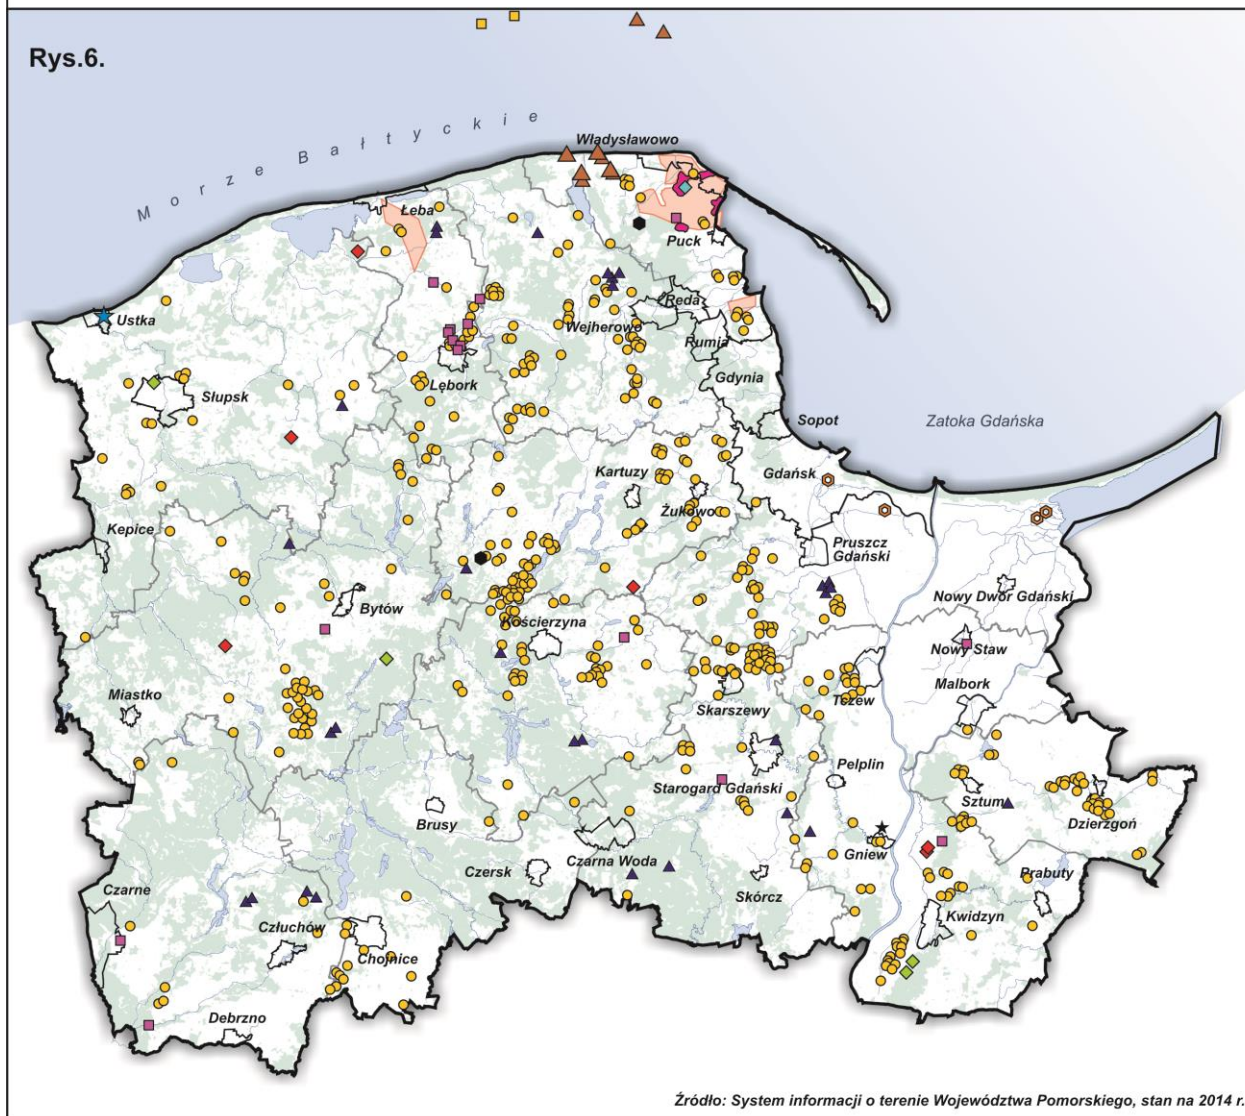 Rys.6.
Morze Bałtyckie
Władysławowo
Łeba
Puck
Ustka
Reda
Wejherowo
Rumia
Lębork
Gdynia
Słupsk
Sopot
Zatoka Gdańska
Kartuzy
Gdańsk
Żukowo
Kępice
Pruszcz
Gdański
Bytów
Nowy Dwór Gdański
Kościerzyna
Nowy Staw
Miastko
Malbork
Skarszewy
Tczew
Pelplin
Starogard Gdański
Sztum
Brusy
Dzierzgoń
Czarna Woda
Gniew
Czersk
Prabuty
Czarne
Skórcz
Człuchów
Kwidzyn
Chojnice
Debrzno
Źródło: System informacji o terenie Województwa Pomorskiego, stan na 2014 r.